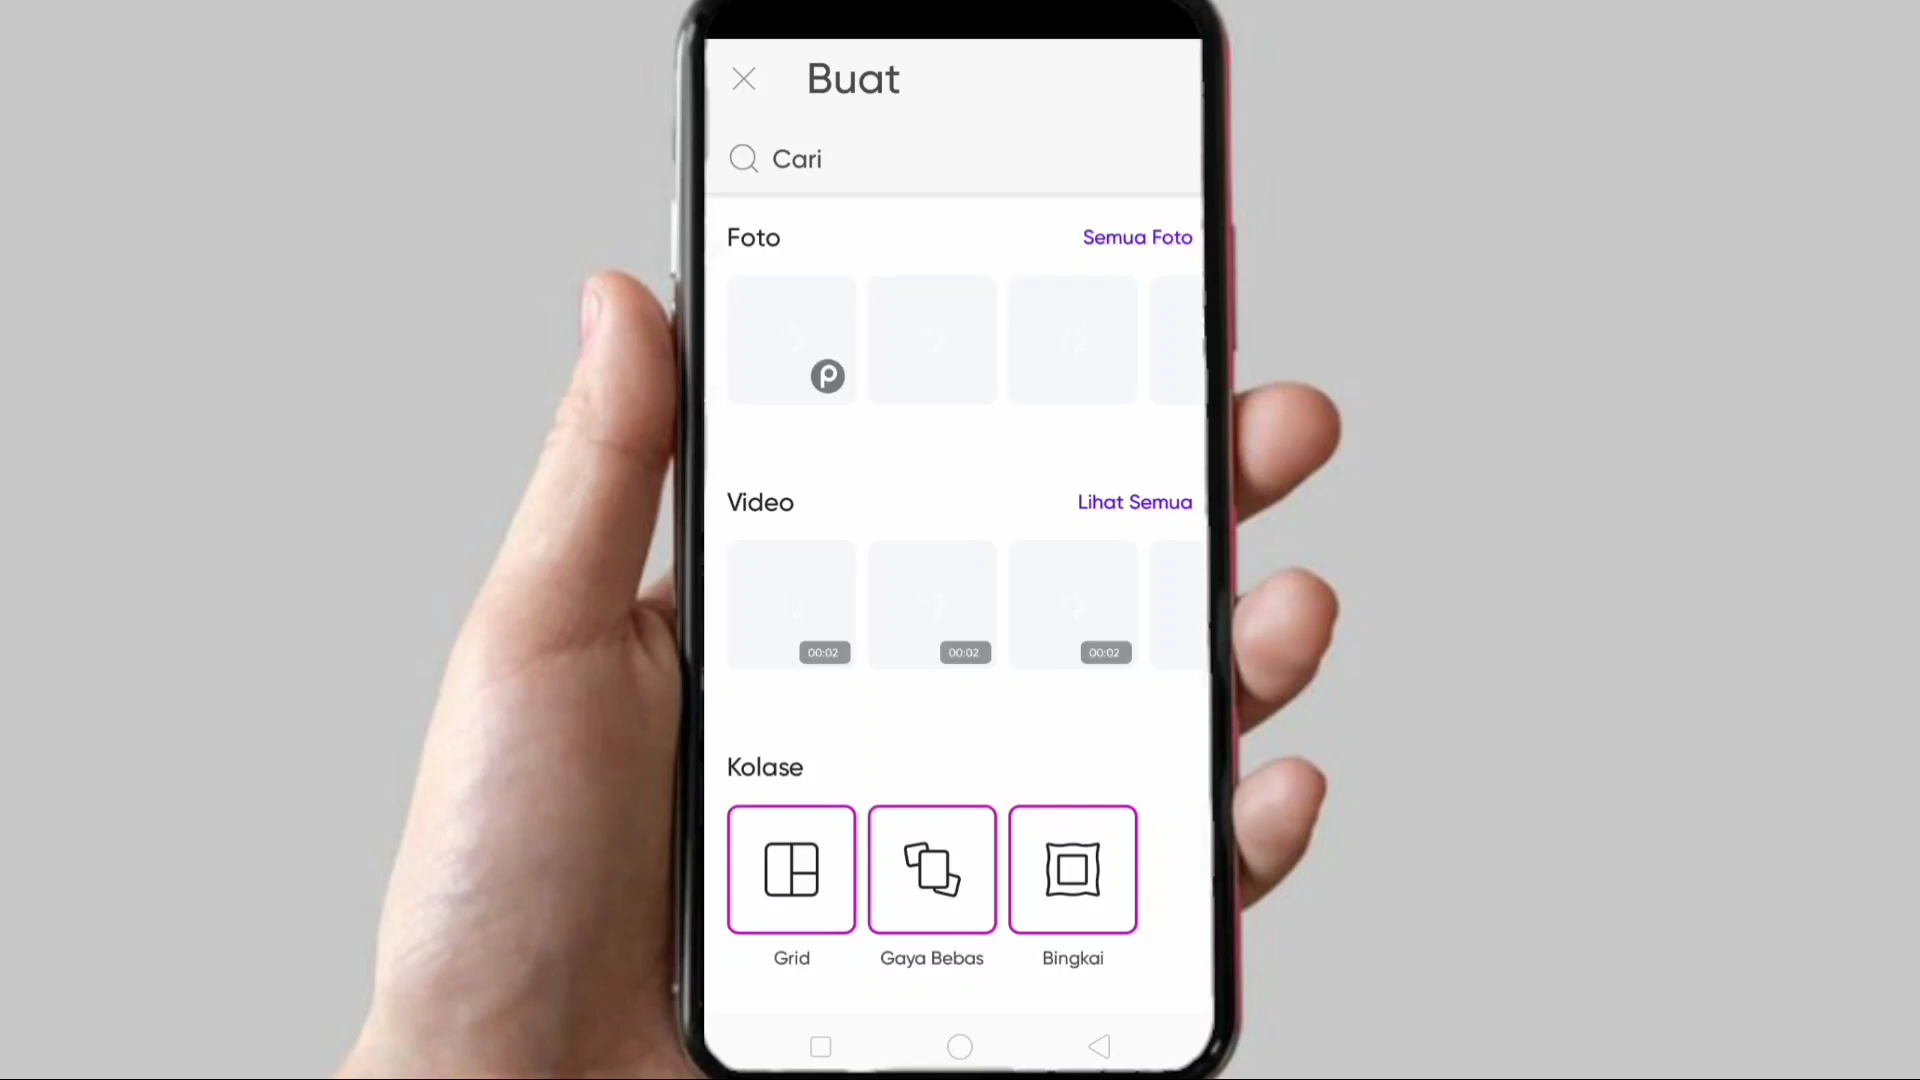 Buat
Cari
Foto
Semua Foto
Video
Lihat Semua
00:02
00:02
00:02
Kolase
Grid
Gaya Bebas
Bingkai